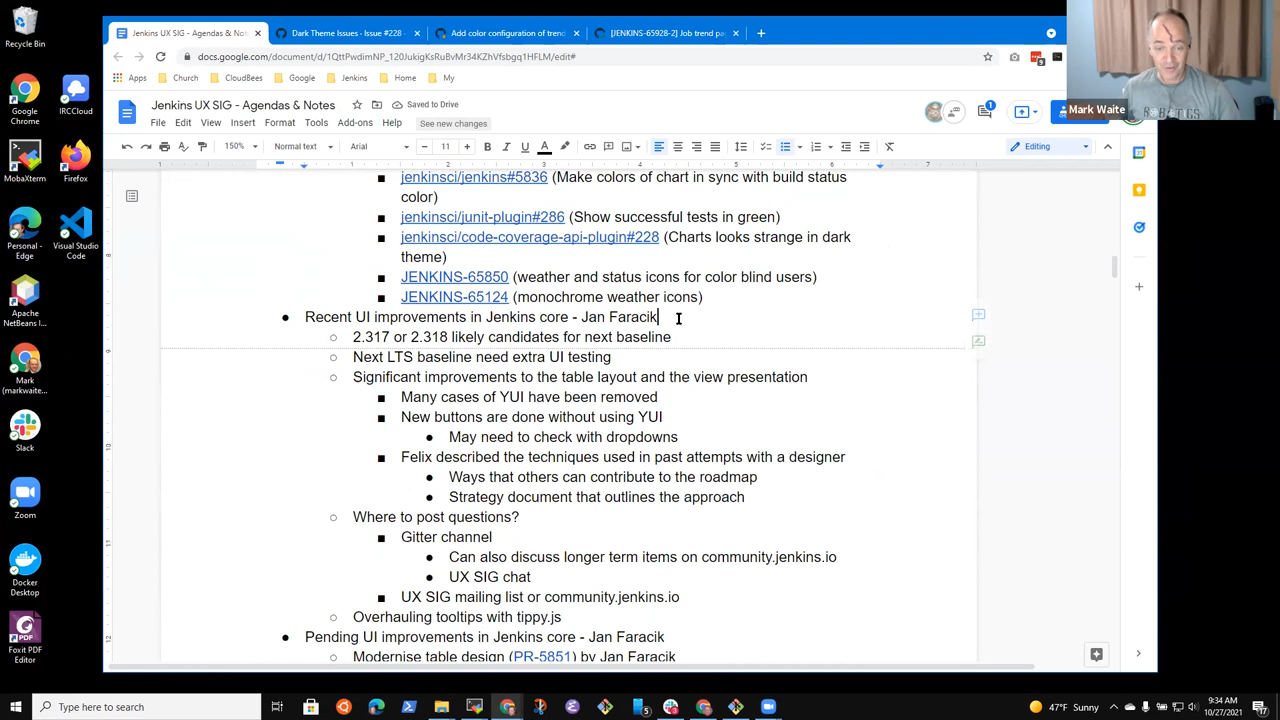 Recycle Bin
Google Chrome
IRCCloud
MobaXterm
Firefox
Personal - Edge
Visual Studio Code
Apache NetBeans I...
Mark (markwaite...
Slack
Zoom
Docker Desktop
Foxit PDF Editor
Jenkins UX SIG - Agendas & Notes
Dark Theme Issues · Issue #228 ·
Add color configuration of trend
[JENKINS-65928-2] Job trend pa
docs.google.com/document/d/1QttPwdimNP_120JukigKsRuBvMr34KZhVfsbgq1HFLM/edit#
Apps
Church
CloudBees
Google
Jenkins
Home
My
Mark Waite
Jenkins UX SIG - Agendas & Notes
Saved to Drive
File Edit View Insert Format Tools Add-ons Help
See new changes
150% Normal text Arial 11 Editing
jenkinsci/jenkins#5836 (Make colors of chart in sync with build status
color)
jenkinsci/junit-plugin#286 (Show successful tests in green)
jenkinsci/code-coverage-api-plugin#228 (Charts looks strange in dark
theme)
JENKINS-65850 (weather and status icons for color blind users)
JENKINS-65124 (monochrome weather icons)
Recent UI improvements in Jenkins core - Jan Faracik
2.317 or 2.318 likely candidates for next baseline
Next LTS baseline need extra UI testing
Significant improvements to the table layout and the view presentation
Many cases of YUI have been removed
New buttons are done without using YUI
May need to check with dropdowns
Felix described the techniques used in past attempts with a designer
Ways that others can contribute to the roadmap
Strategy document that outlines the approach
Where to post questions?
Gitter channel
Can also discuss longer term items on community.jenkins.io
UX SIG chat
UX SIG mailing list or community.jenkins.io
Overhauling tooltips with tippy.js
Pending UI improvements in Jenkins core - Jan Faracik
Modernise table design (PR-5851) by Jan Faracik
Type here to search
47°F Sunny
9:34 AM
10/27/2021